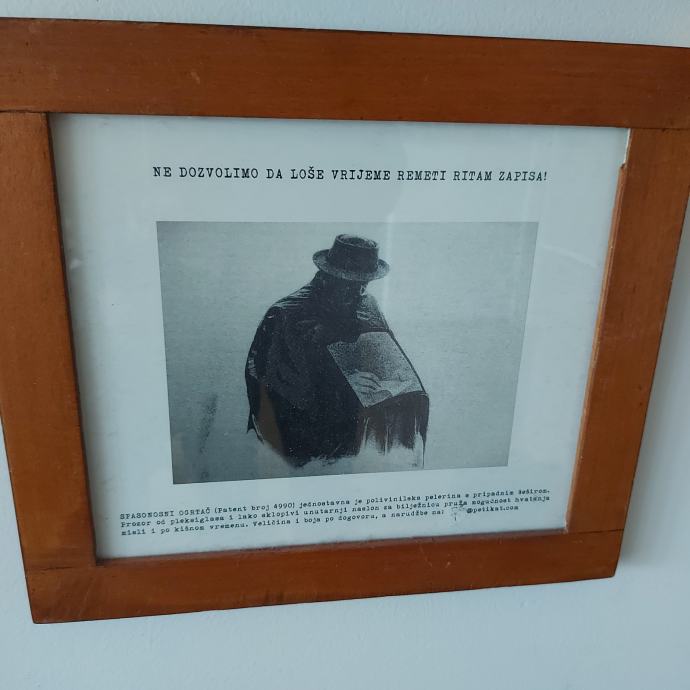 NE DOZVOLIMO DA LOŠE VRIJEME REMETI RITAM ZAPISA!
SPASONOSNI OGRTAČ (Patent broj 4990) jednostavna je polivinilska pelerina s pripadnim šeširom.
Prozor od pleksiglasa i lako sklopivi unutarnji naslon za bilježnicu pruža mogućnost hvatanja
misli i po kišnom vremenu. Veličina i boja po dogovoru, a narudžbe na: @petikat.com